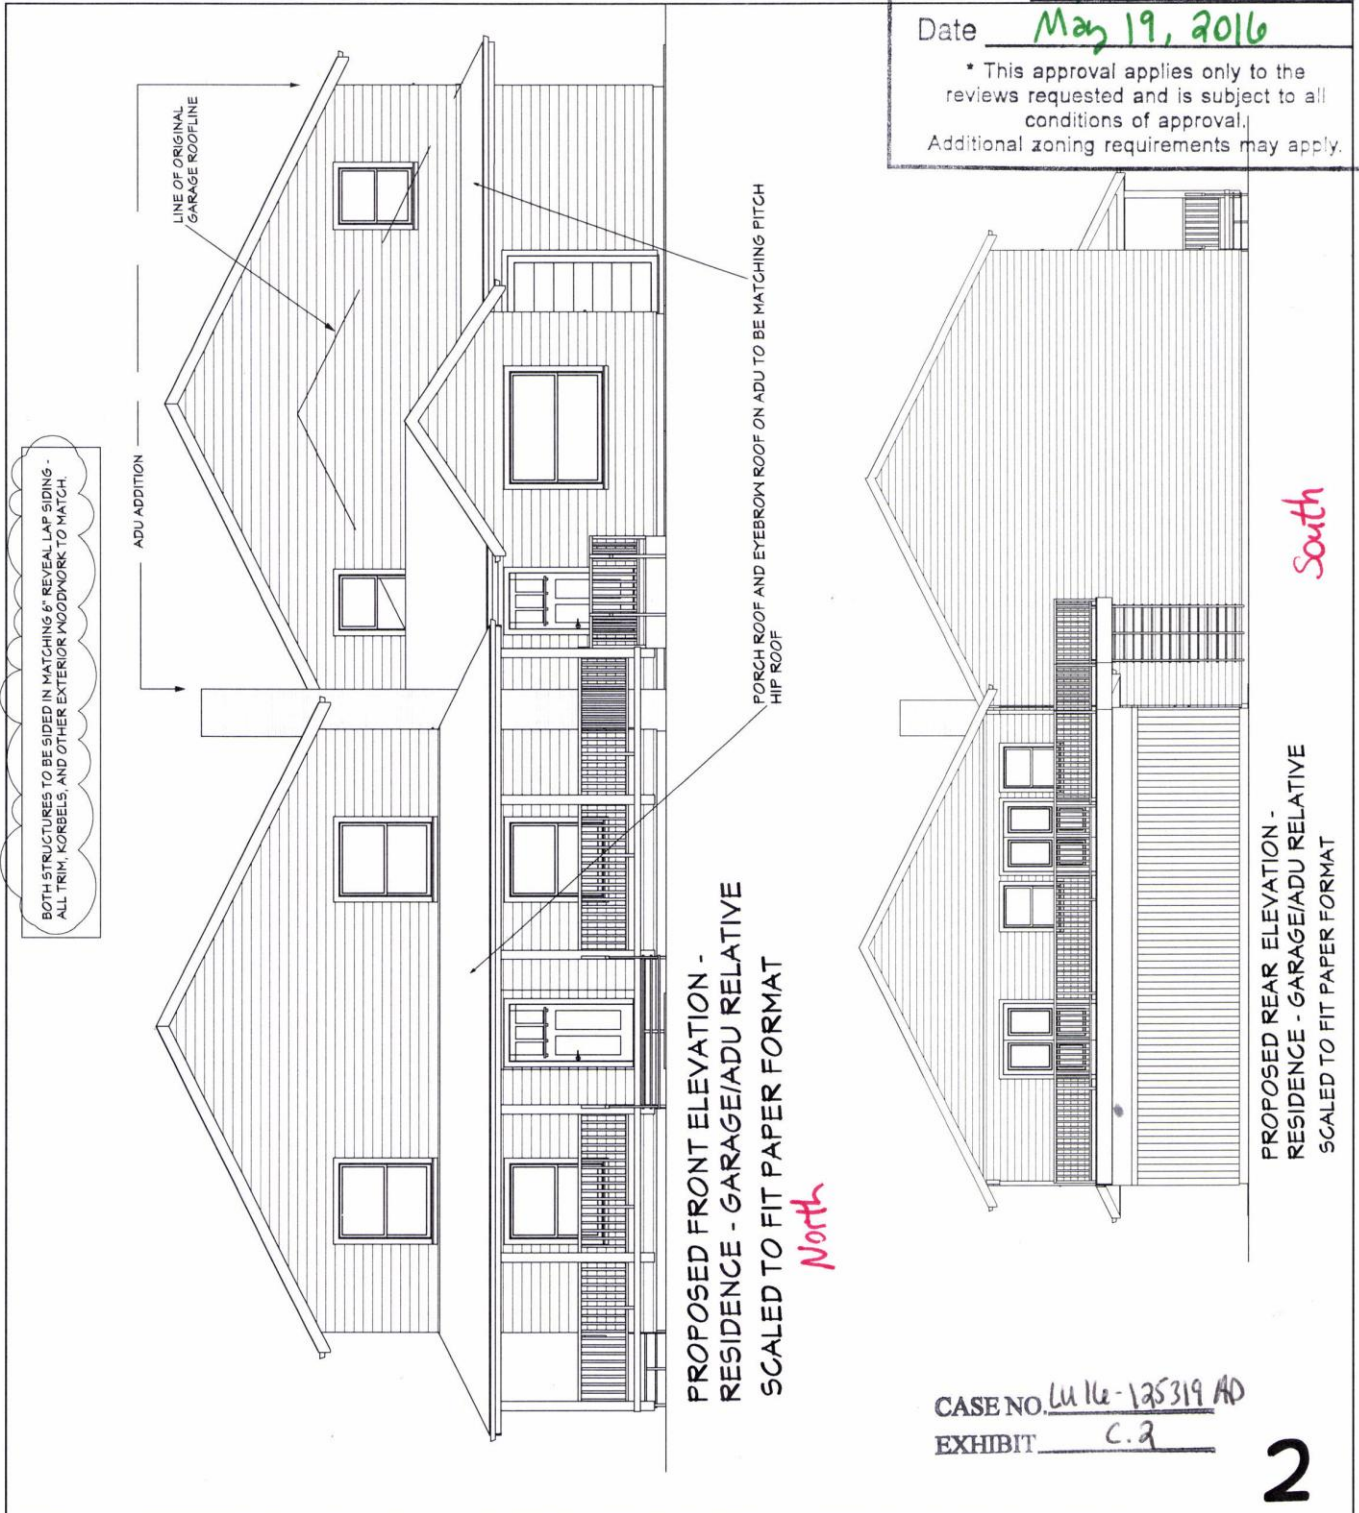 Date May 19, 2016
* This approval applies only to the
reviews requested and is subject to all
conditions of approval.
Additional zoning requirements may apply.
BOTH STRUCTURES TO BE SIDED IN MATCHING 6" REVEAL LAP SIDING -
ALL TRIM, KORBELS, AND OTHER EXTERIOR WOODWORK TO MATCH.
ADU ADDITION
LINE OF ORIGINAL
GARAGE ROOFLINE
PORCH ROOF AND EYEBROW ROOF ON ADU TO BE MATCHING PITCH
HIP ROOF
PROPOSED FRONT ELEVATION -
RESIDENCE - GARAGE/ADU RELATIVE
SCALED TO FIT PAPER FORMAT
North
PROPOSED REAR ELEVATION -
RESIDENCE - GARAGE/ADU RELATIVE
SCALED TO FIT PAPER FORMAT
South
CASE NO. LU 16-125319 AD
EXHIBIT C.2
2